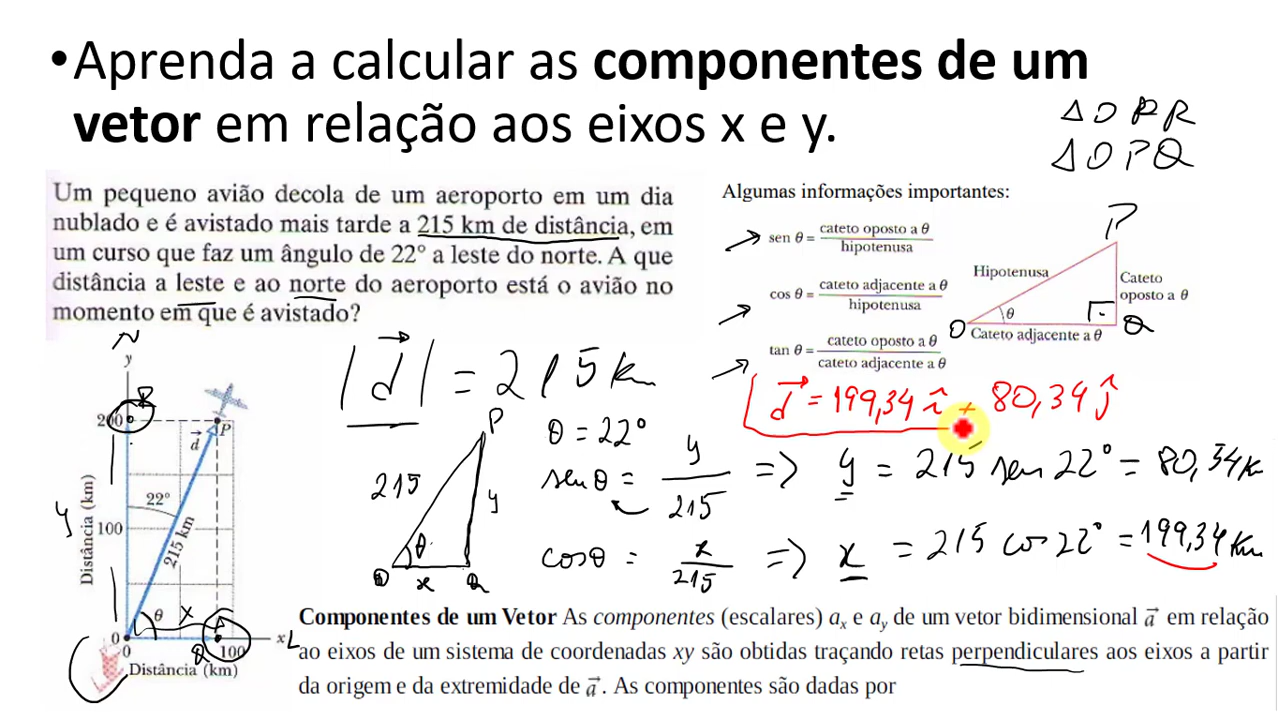 •Aprenda a calcular as componentes de um
vetor em relação aos eixos x e y.
Δ O P R
Δ O P Q
Um pequeno avião decola de um aeroporto em um dia
nublado e é avistado mais tarde a 215 km de distância, em
um curso que faz um ângulo de 22° a leste do norte. A que
distância a leste e ao norte do aeroporto está o avião no
momento em que é avistado?
Algumas informações importantes:
sen θ = cateto oposto a θ / hipotenusa
cos θ = cateto adjacente a θ / hipotenusa
tan θ = cateto oposto a θ / cateto adjacente a θ
P
Hipotenusa
Cateto
oposto a θ
θ
O
Q
Cateto adjacente a θ
|d⃗| = 215 km
d⃗ = 199,34 î + 80,34 ĵ
θ = 22°
sen θ = y / 215 => y = 215 sen 22° = 80,34 Km
cos θ = x / 215 => x = 215 cos 22° = 199,34 Km
P
215
y
θ
O
x
Q
N
y
R
200
P
d⃗
22°
Distância (km)
y
100
215 km
θ
x
0
x L
0
Q
100
Distância (km)
Componentes de um Vetor As componentes (escalares) aₓ e a_y de um vetor bidimensional a⃗ em relação
ao eixos de um sistema de coordenadas xy são obtidas traçando retas perpendiculares aos eixos a partir
da origem e da extremidade de a⃗. As componentes são dadas por